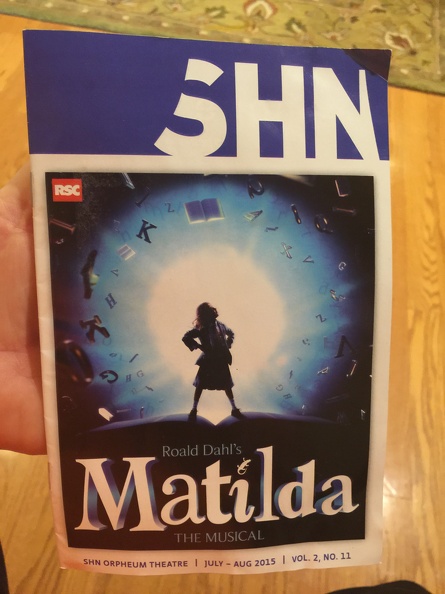 SHN
RSC
Roald Dahl's
Matilda
THE MUSICAL
SHN ORPHEUM THEATRE | JULY – AUG 2015 | VOL. 2, NO. 11